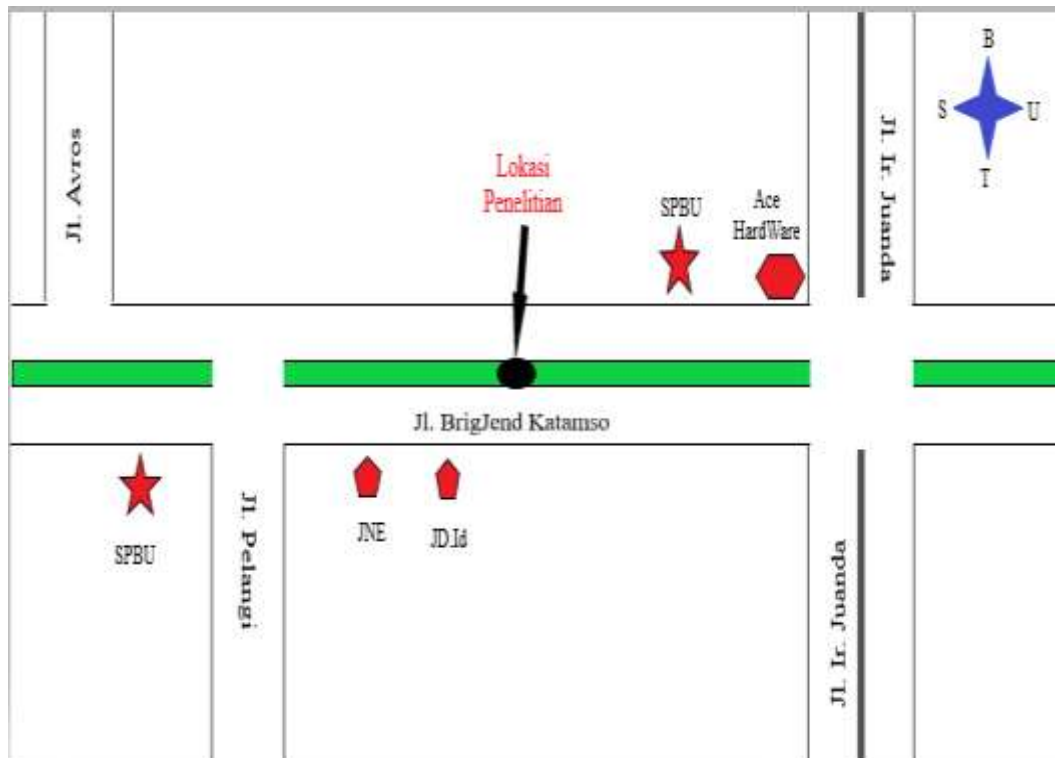 B
S
U
T
Jl. Avros
Jl. Ir. Juanda
Lokasi
Penelitian
SPBU
Ace
HardWare
Jl. BrigJend Katamso
SPBU
Jl. Pelangi
JNE
JD.Id
Jl. Ir. Juanda